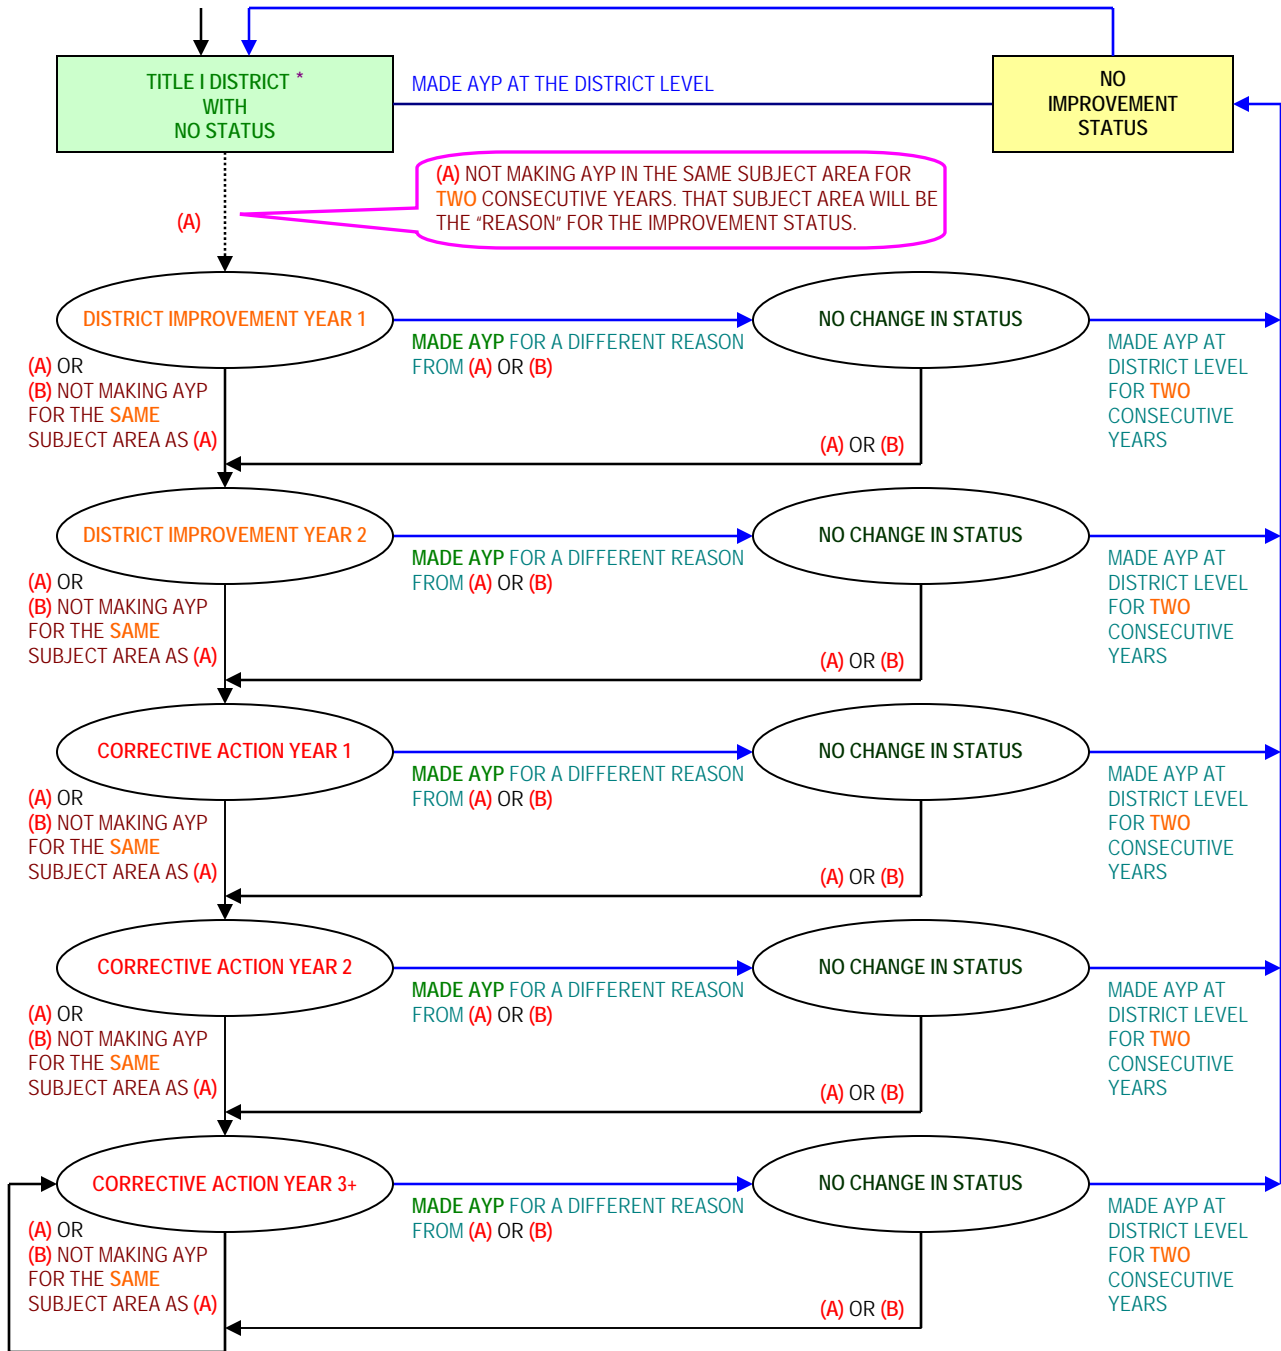 TITLE I DISTRICT *
WITH
NO STATUS
MADE AYP AT THE DISTRICT LEVEL
NO
IMPROVEMENT
STATUS
(A) NOT MAKING AYP IN THE SAME SUBJECT AREA FOR
TWO CONSECUTIVE YEARS. THAT SUBJECT AREA WILL BE
THE “REASON” FOR THE IMPROVEMENT STATUS.
(A)
DISTRICT IMPROVEMENT YEAR 1
MADE AYP FOR A DIFFERENT REASON
FROM (A) OR (B)
NO CHANGE IN STATUS
MADE AYP AT
DISTRICT LEVEL
FOR TWO
CONSECUTIVE
YEARS
(A) OR
(B) NOT MAKING AYP
FOR THE SAME
SUBJECT AREA AS (A)
(A) OR (B)
DISTRICT IMPROVEMENT YEAR 2
MADE AYP FOR A DIFFERENT REASON
FROM (A) OR (B)
NO CHANGE IN STATUS
MADE AYP AT
DISTRICT LEVEL
FOR TWO
CONSECUTIVE
YEARS
(A) OR
(B) NOT MAKING AYP
FOR THE SAME
SUBJECT AREA AS (A)
(A) OR (B)
CORRECTIVE ACTION YEAR 1
MADE AYP FOR A DIFFERENT REASON
FROM (A) OR (B)
NO CHANGE IN STATUS
MADE AYP AT
DISTRICT LEVEL
FOR TWO
CONSECUTIVE
YEARS
(A) OR
(B) NOT MAKING AYP
FOR THE SAME
SUBJECT AREA AS (A)
(A) OR (B)
CORRECTIVE ACTION YEAR 2
MADE AYP FOR A DIFFERENT REASON
FROM (A) OR (B)
NO CHANGE IN STATUS
MADE AYP AT
DISTRICT LEVEL
FOR TWO
CONSECUTIVE
YEARS
(A) OR
(B) NOT MAKING AYP
FOR THE SAME
SUBJECT AREA AS (A)
(A) OR (B)
CORRECTIVE ACTION YEAR 3+
MADE AYP FOR A DIFFERENT REASON
FROM (A) OR (B)
NO CHANGE IN STATUS
MADE AYP AT
DISTRICT LEVEL
FOR TWO
CONSECUTIVE
YEARS
(A) OR
(B) NOT MAKING AYP
FOR THE SAME
SUBJECT AREA AS (A)
(A) OR (B)